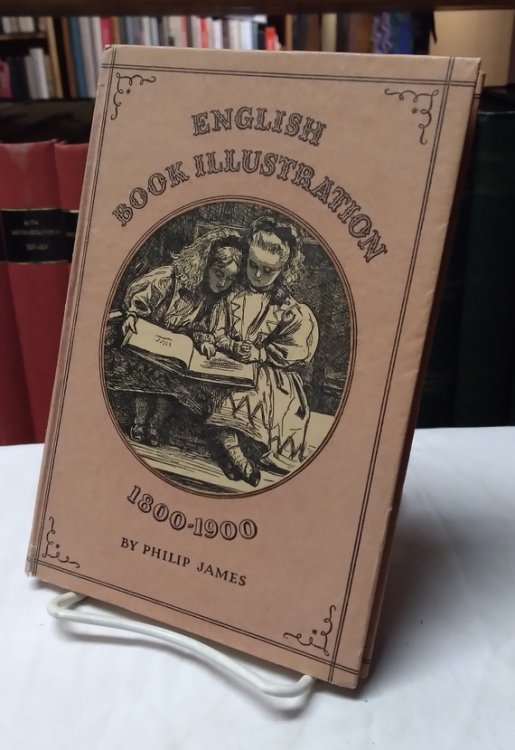 ENGLISH
BOOK ILLUSTRATION
1800-1900
BY PHILIP JAMES